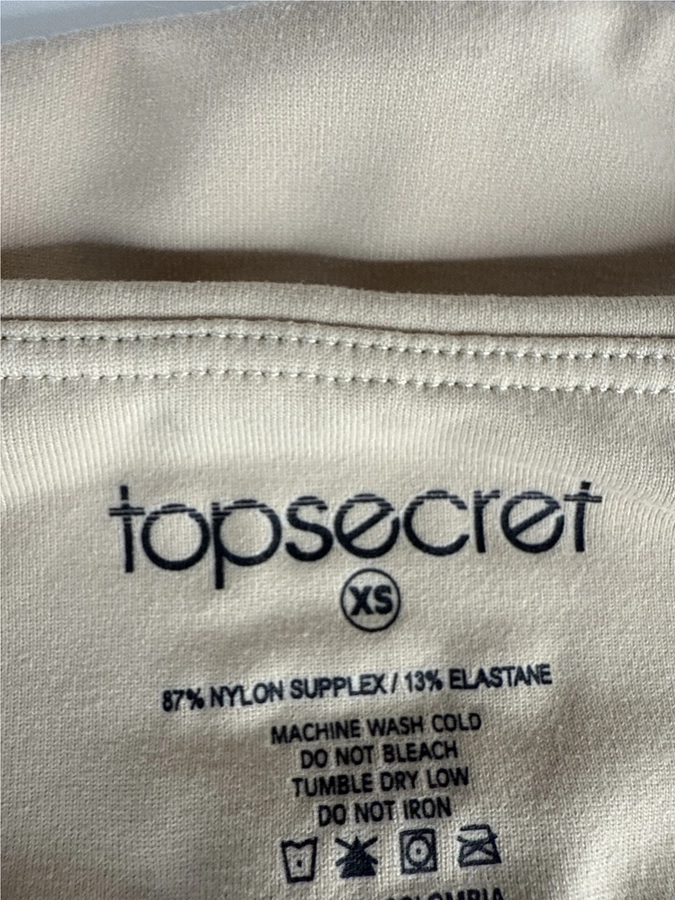 topsecret
XS
87% NYLON SUPPLEX / 13% ELASTANE
MACHINE WASH COLD
DO NOT BLEACH
TUMBLE DRY LOW
DO NOT IRON
COLOMBIA